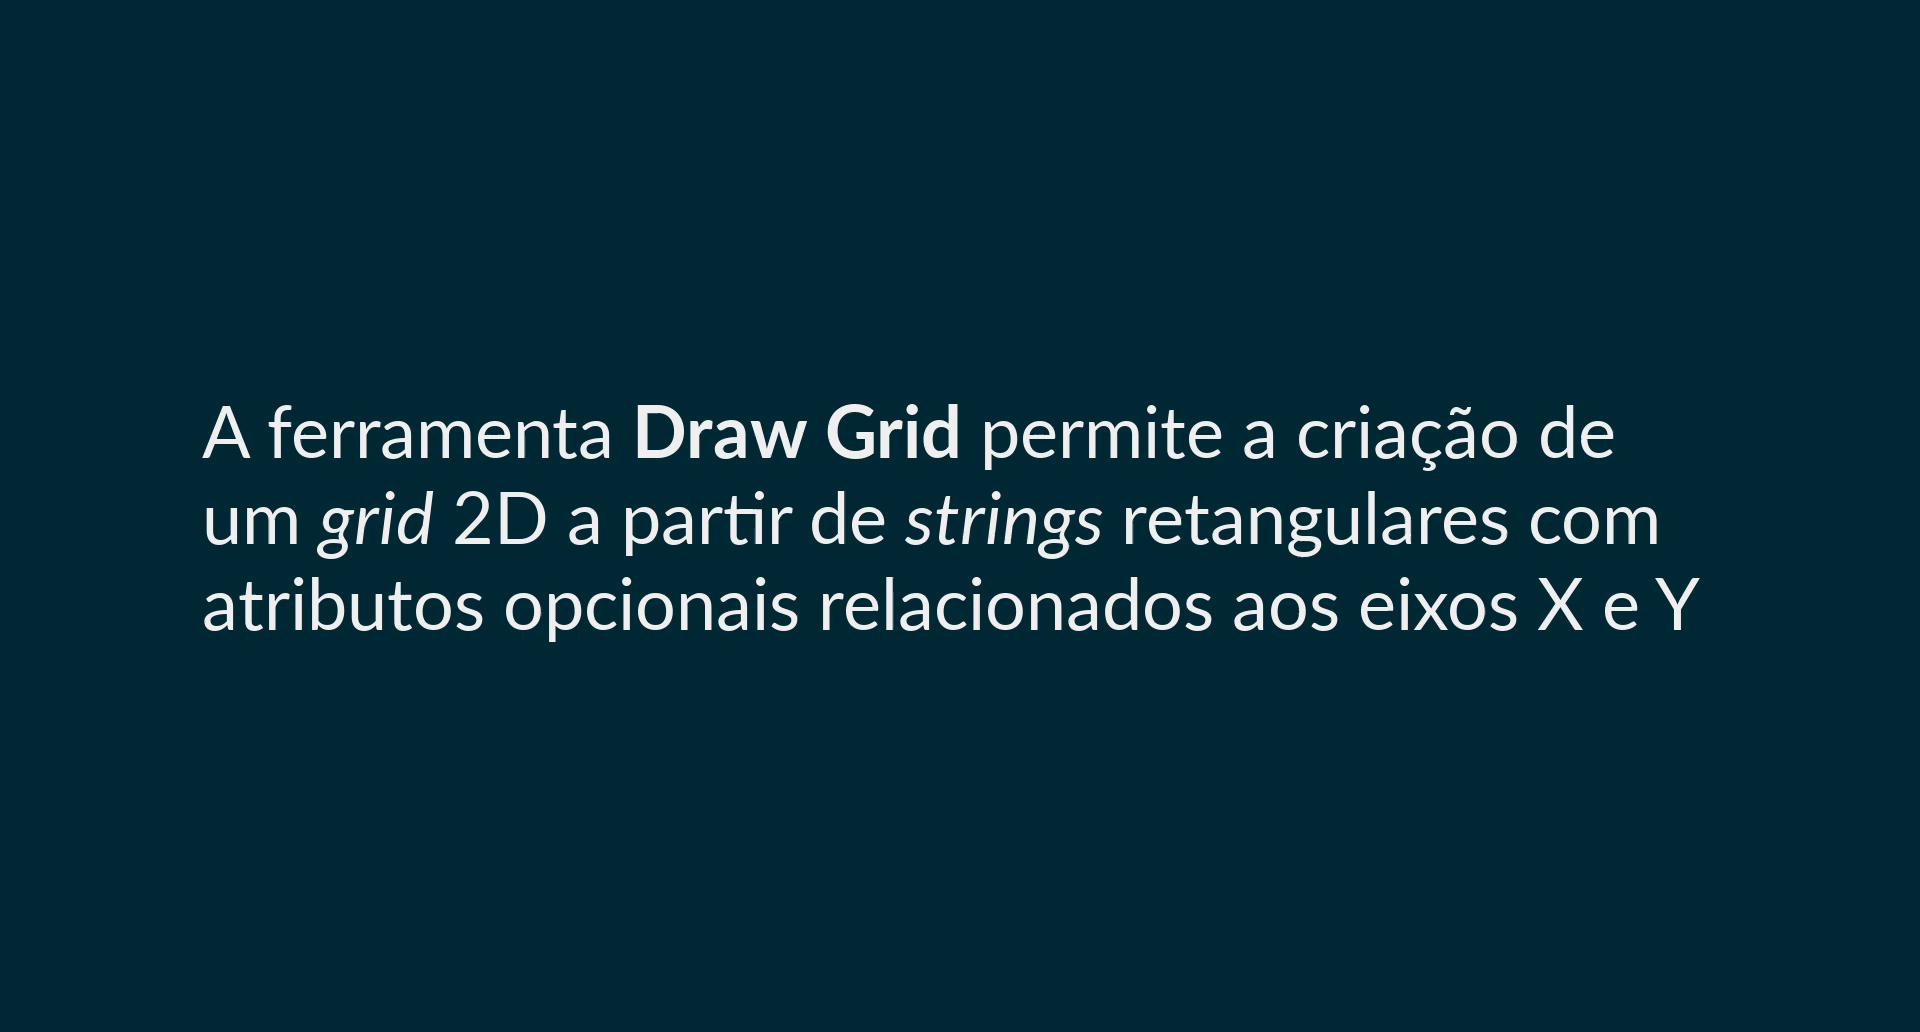 A ferramenta Draw Grid permite a criação de
um grid 2D a partir de strings retangulares com
atributos opcionais relacionados aos eixos X e Y